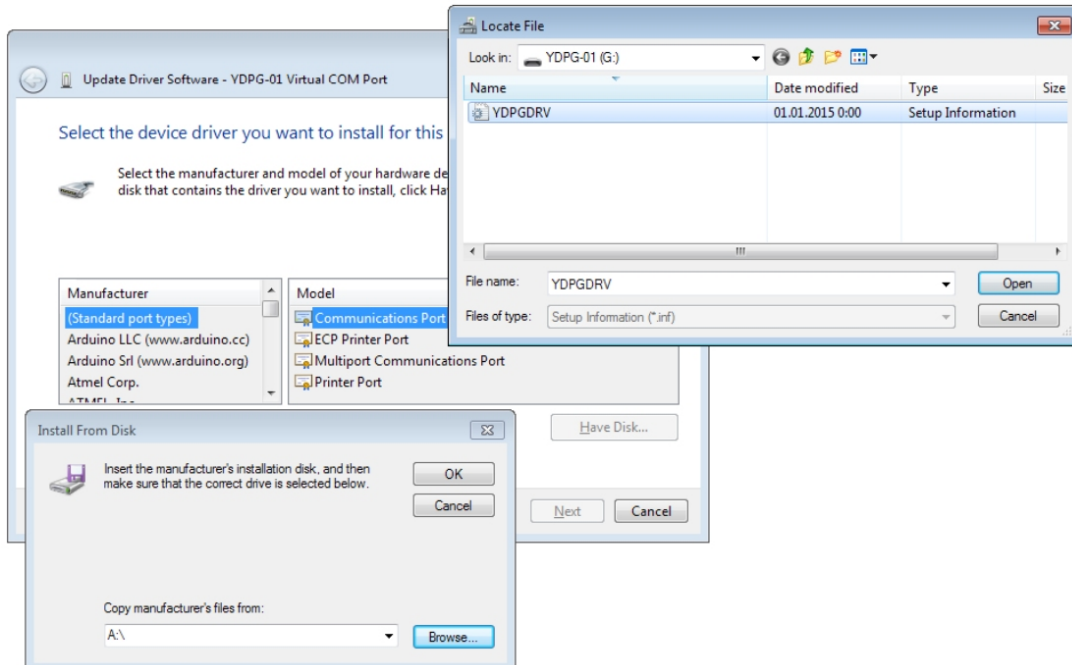 Locate File
Look in:
YDPG-01 (G:)
Name
Date modified
Type
Size
YDPGDRV
01.01.2015 0:00
Setup Information
File name:
YDPGDRV
Open
Files of type:
Setup Information (*.inf)
Cancel
Update Driver Software - YDPG-01 Virtual COM Port
Select the device driver you want to install for this
Select the manufacturer and model of your hardware de
disk that contains the driver you want to install, click Ha
Manufacturer
(Standard port types)
Arduino LLC (www.arduino.cc)
Arduino Srl (www.arduino.org)
Atmel Corp.
ATMEL, Inc.
Model
Communications Port
ECP Printer Port
Multiport Communications Port
Printer Port
Have Disk...
Next
Cancel
Install From Disk
Insert the manufacturer's installation disk, and then
make sure that the correct drive is selected below.
OK
Cancel
Copy manufacturer's files from:
A:\
Browse...